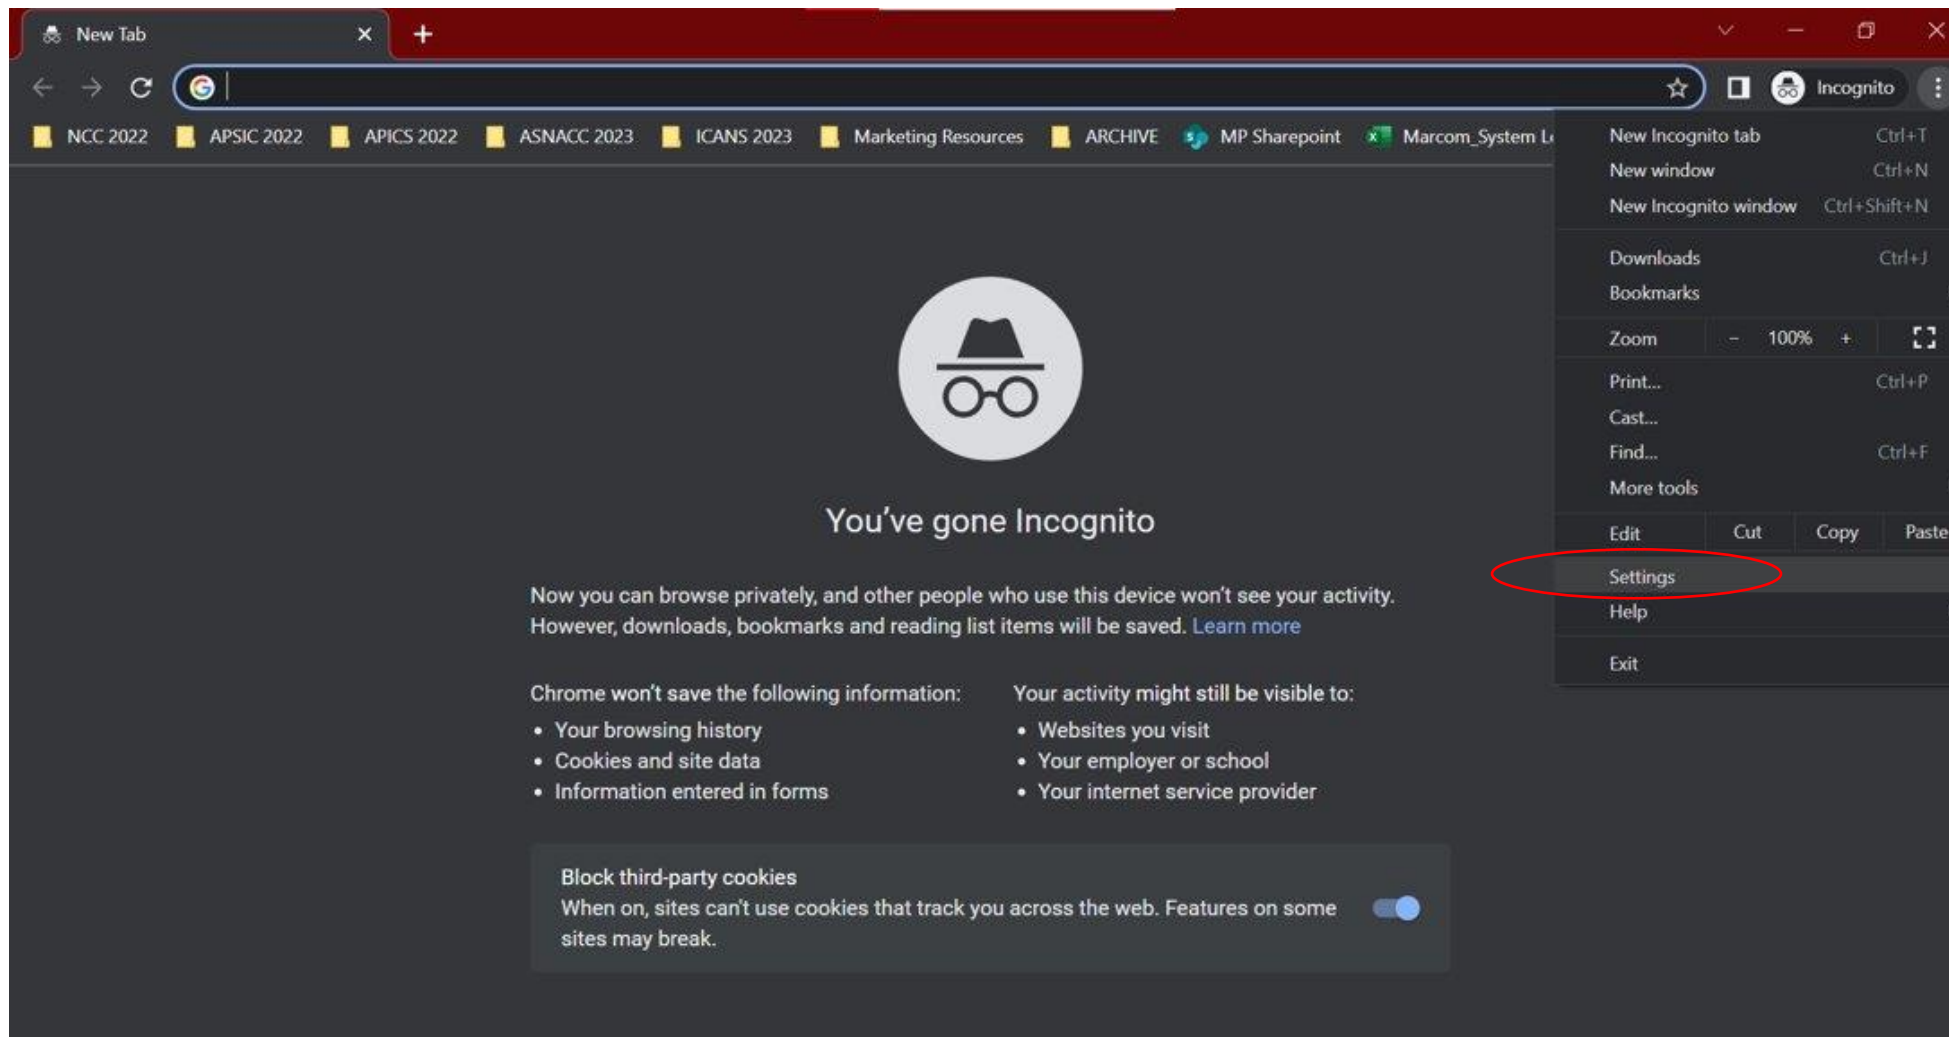 New Tab
Incognito
NCC 2022 APSIC 2022 APICS 2022 ASNACC 2023 ICANS 2023 Marketing Resources ARCHIVE MP Sharepoint Marcom_System L
New Incognito tab Ctrl+T
New window Ctrl+N
New Incognito window Ctrl+Shift+N
Downloads Ctrl+J
Bookmarks
Zoom - 100% +
Print... Ctrl+P
Cast...
Find... Ctrl+F
More tools
Edit Cut Copy Paste
Settings
Help
Exit
You've gone Incognito
Now you can browse privately, and other people who use this device won't see your activity.
However, downloads, bookmarks and reading list items will be saved. Learn more
Chrome won't save the following information:
• Your browsing history
• Cookies and site data
• Information entered in forms
Your activity might still be visible to:
• Websites you visit
• Your employer or school
• Your internet service provider
Block third-party cookies
When on, sites can't use cookies that track you across the web. Features on some
sites may break.